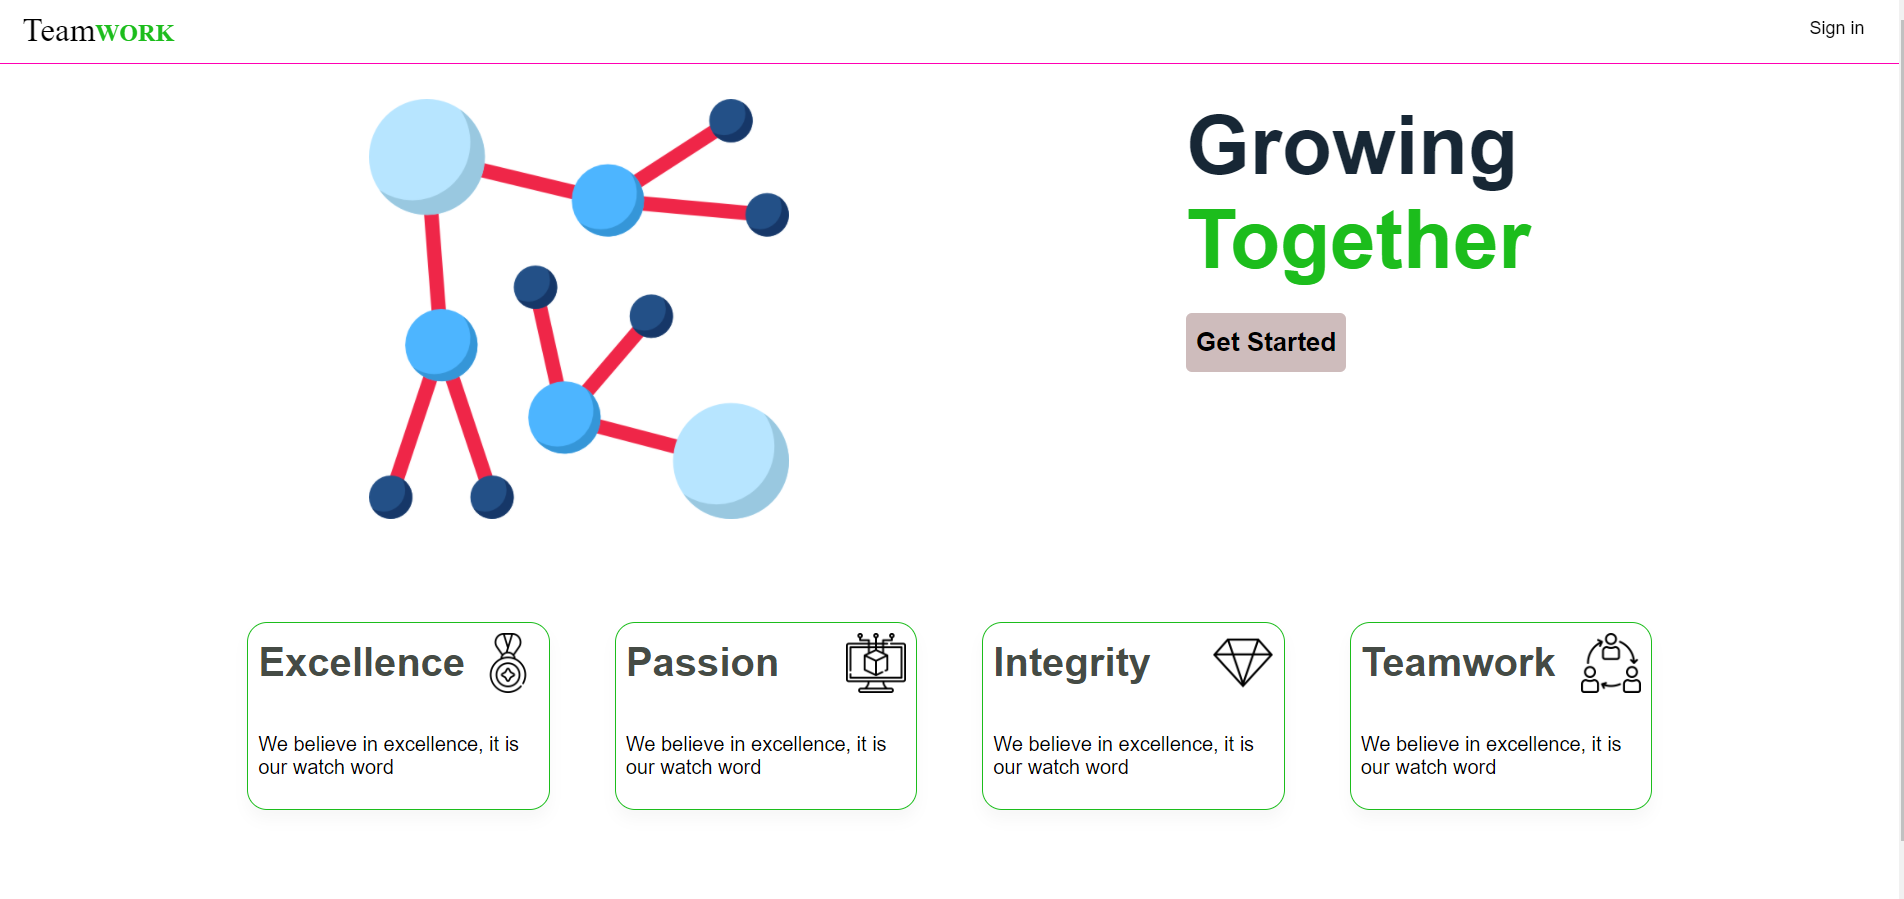 TeamWORK
Sign in
Growing
Together
Get Started
Excellence
We believe in excellence, it is
our watch word
Passion
We believe in excellence, it is
our watch word
Integrity
We believe in excellence, it is
our watch word
Teamwork
We believe in excellence, it is
our watch word